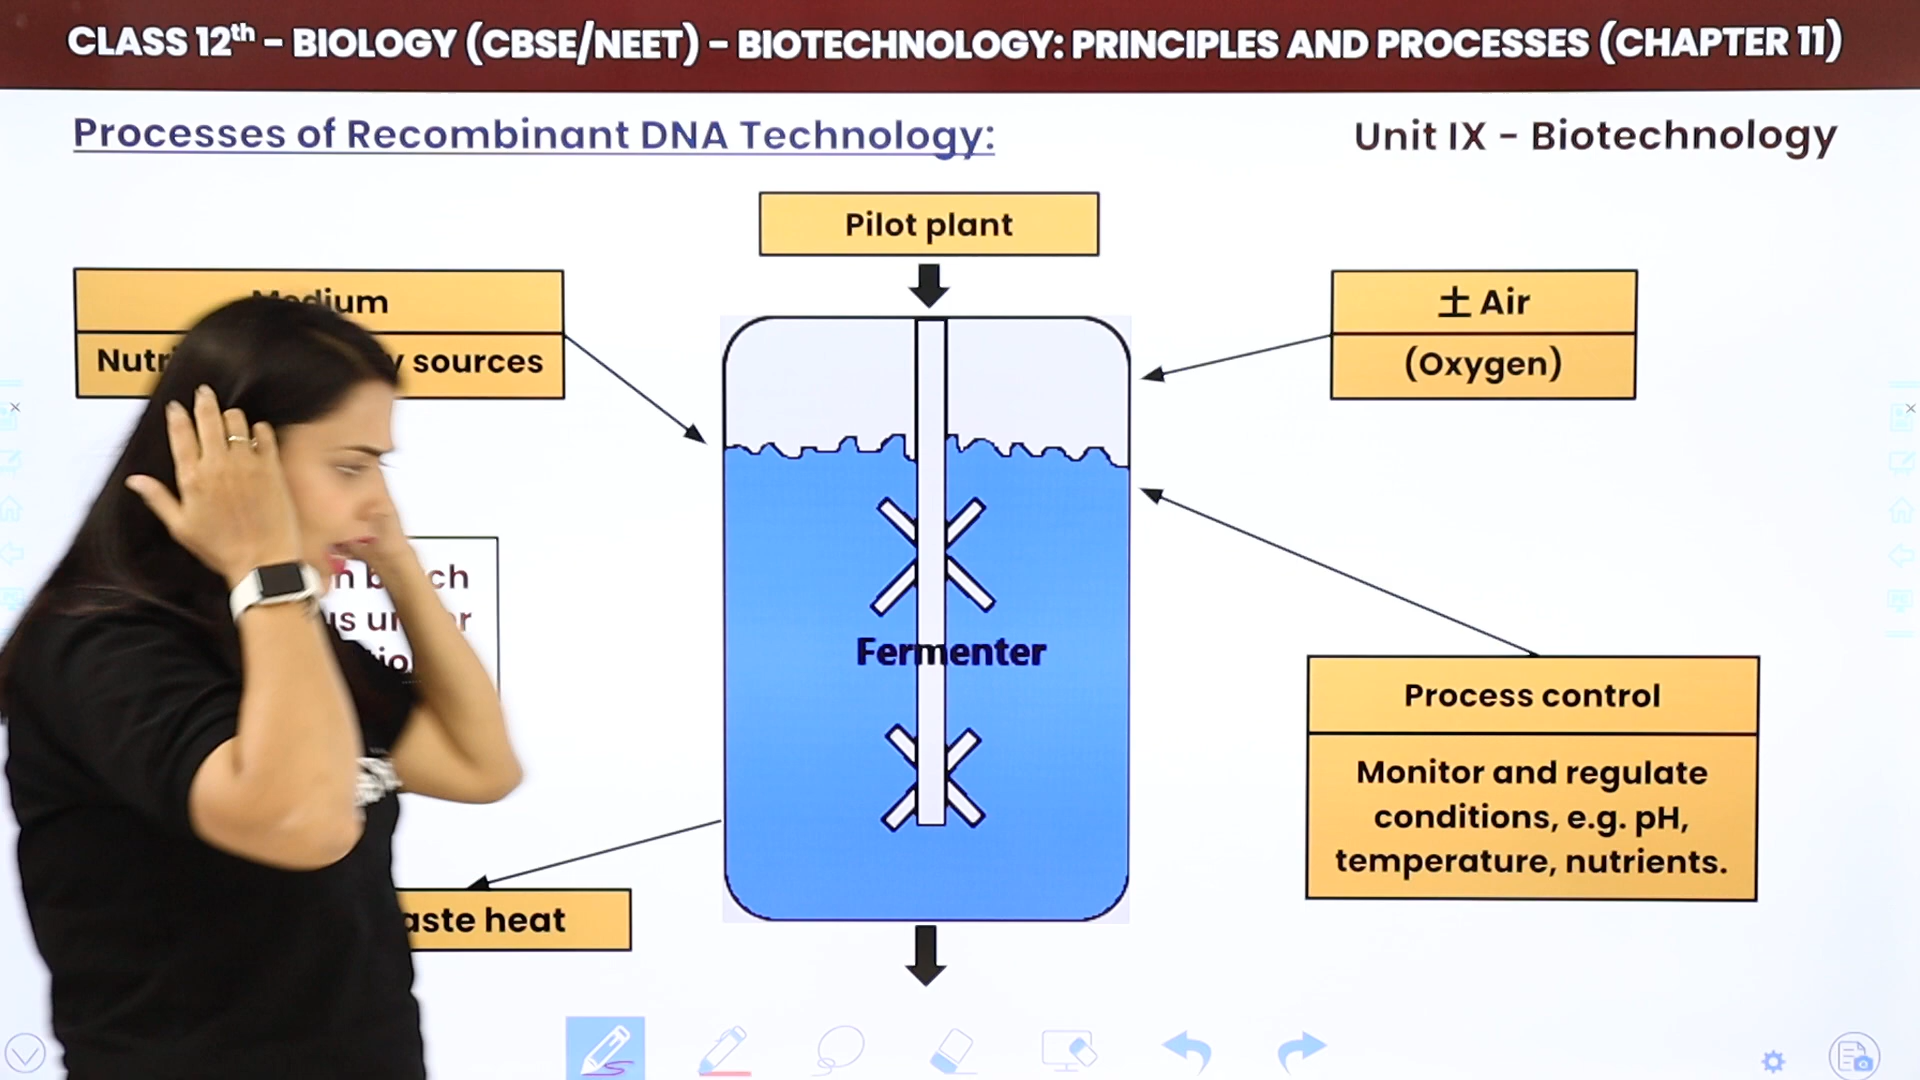 CLASS 12th - BIOLOGY (CBSE/NEET) - BIOTECHNOLOGY: PRINCIPLES AND PROCESSES (CHAPTER 11)
Processes of Recombinant DNA Technology:
Unit IX - Biotechnology
Pilot plant
Medium
sources
± Air
(Oxygen)
Fermenter
Process control
Monitor and regulate
conditions, e.g. pH,
temperature, nutrients.
heat